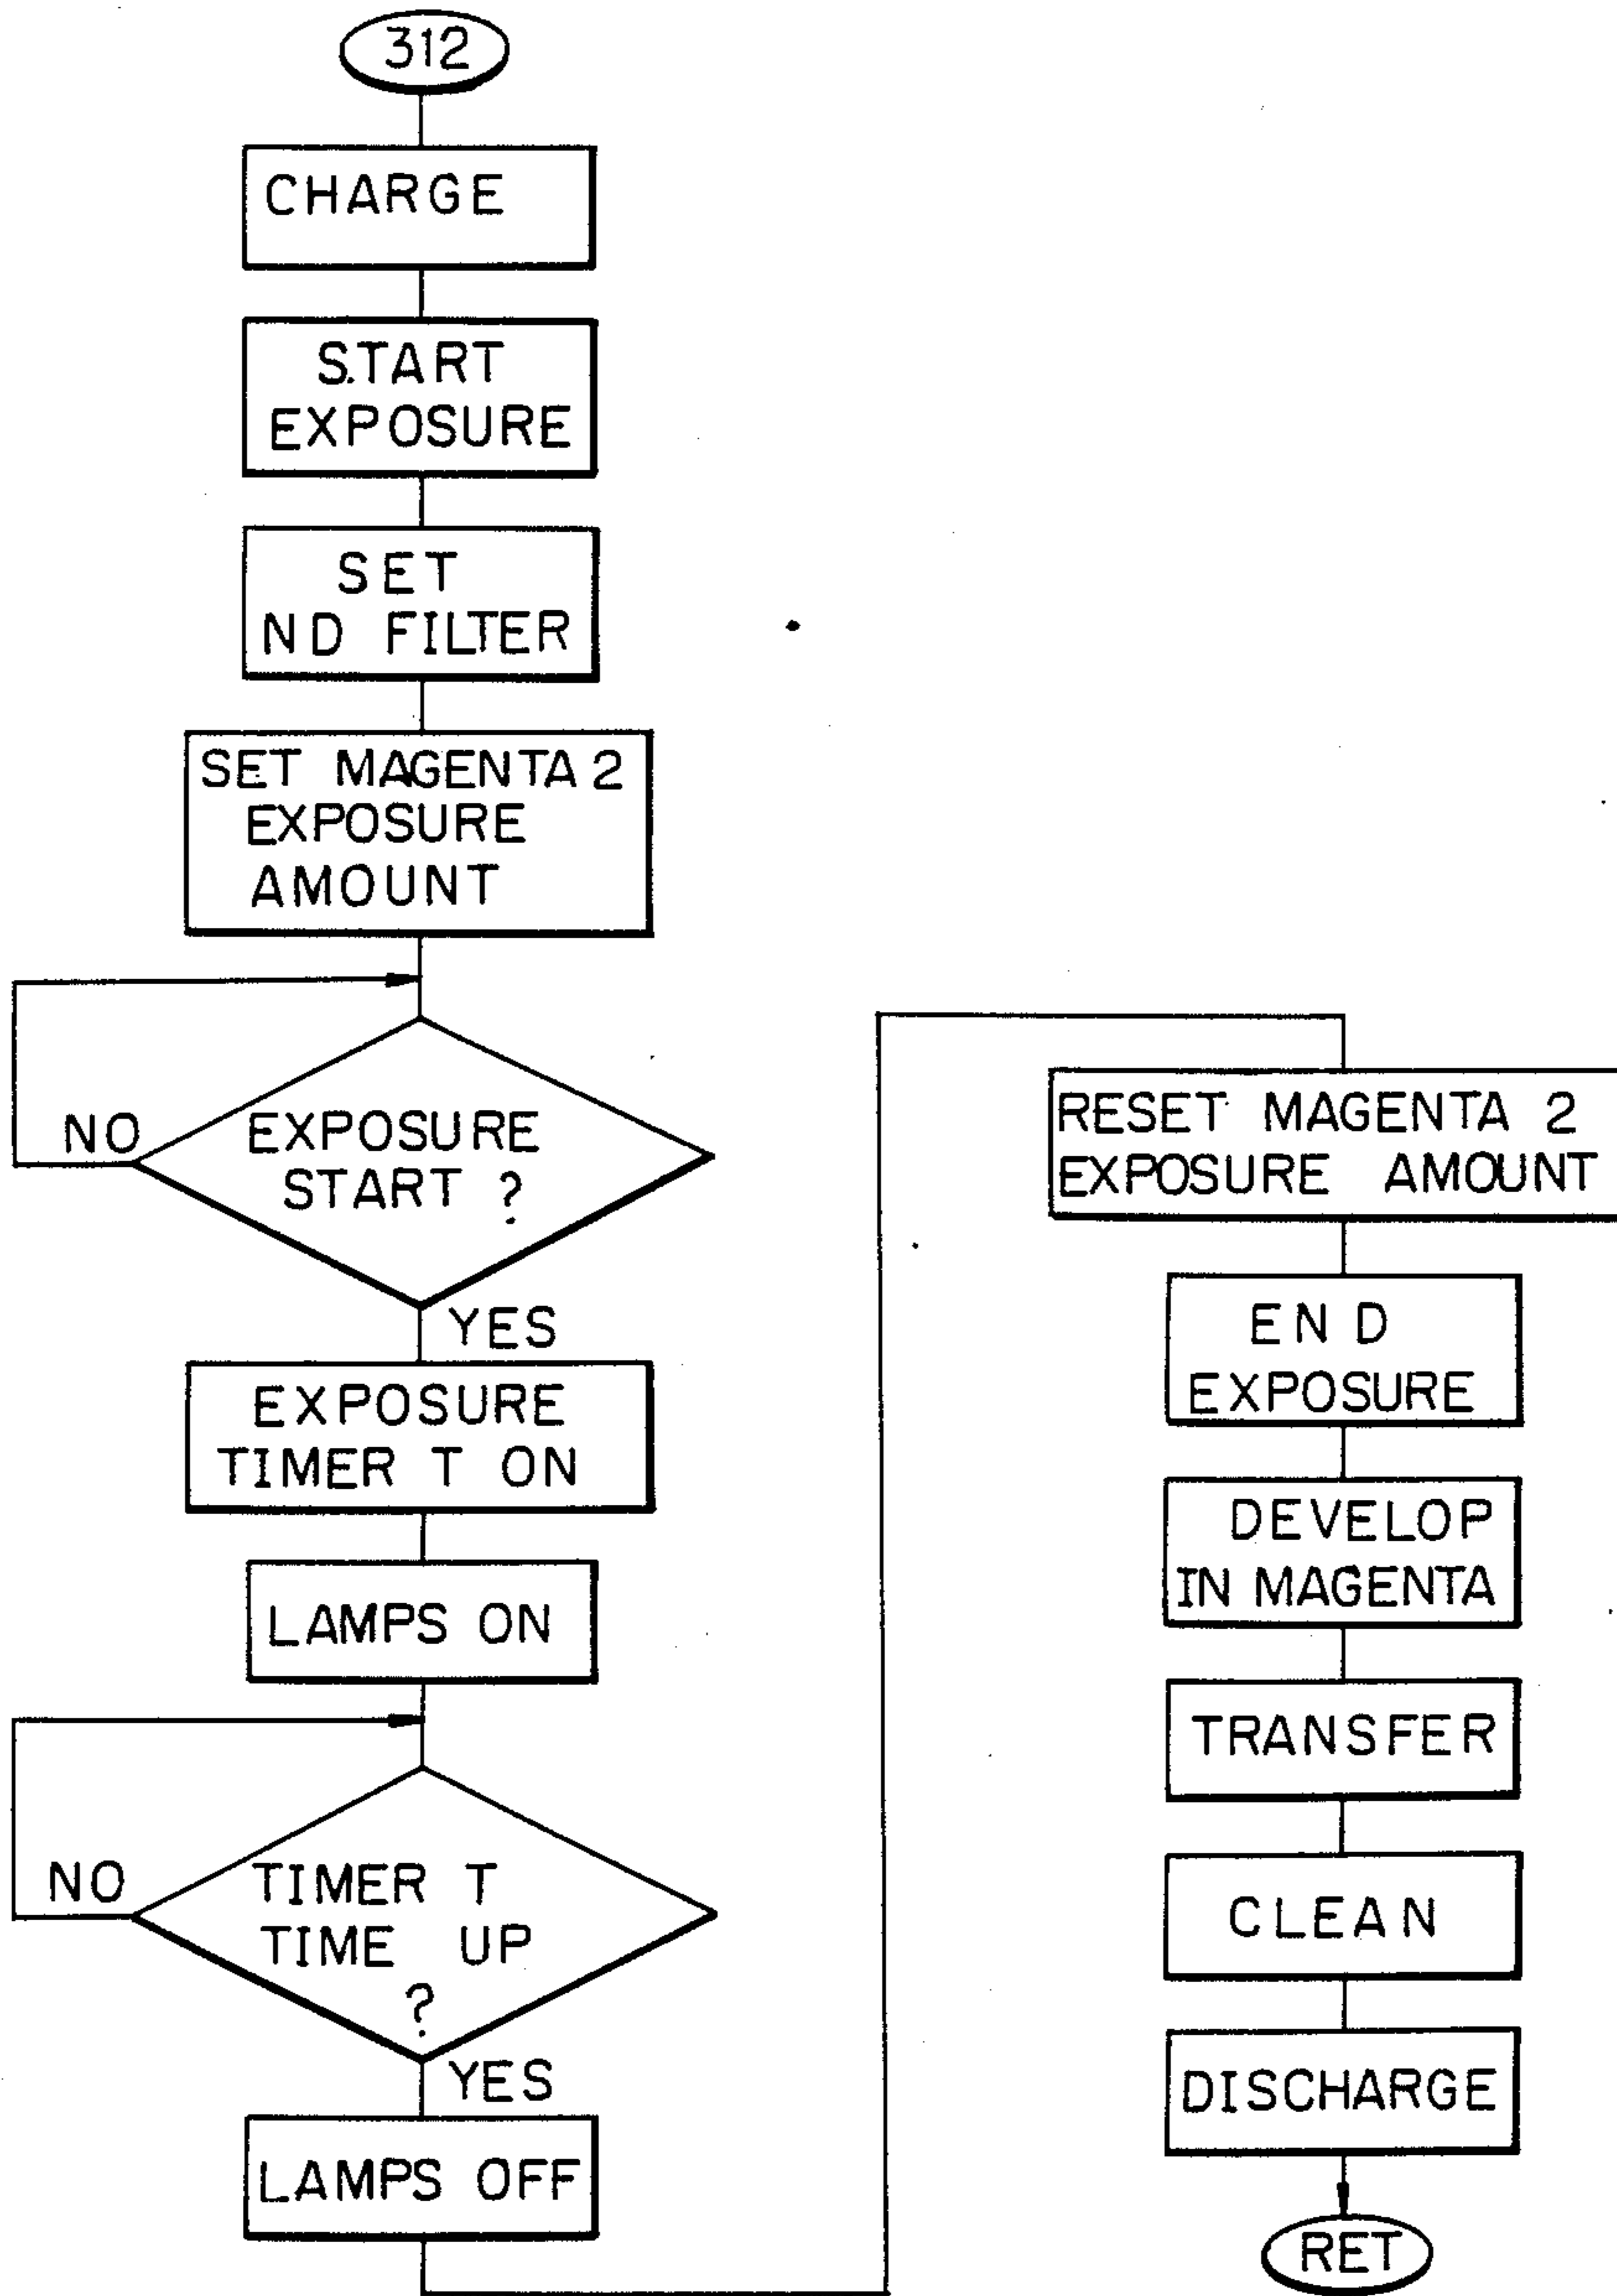 312
CHARGE
START
EXPOSURE
SET
ND FILTER
SET MAGENTA 2
EXPOSURE
AMOUNT
NO
EXPOSURE
START ?
YES
EXPOSURE
TIMER T ON
LAMPS ON
NO
TIMER T
TIME UP
?
YES
LAMPS OFF
RESET MAGENTA 2
EXPOSURE AMOUNT
END
EXPOSURE
DEVELOP
IN MAGENTA
TRANSFER
CLEAN
DISCHARGE
RET